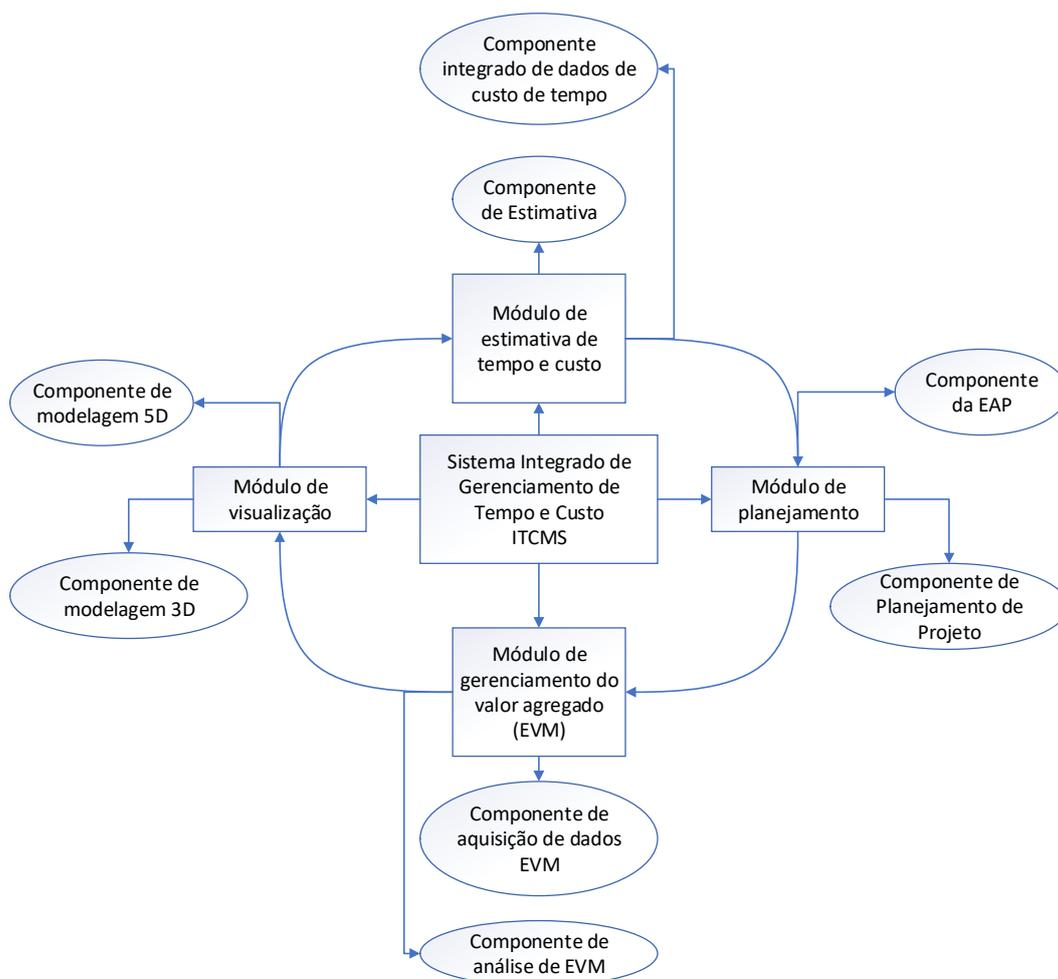 Componente
integrado de dados de
custo de tempo
Componente
de Estimativa
Módulo de
estimativa de
tempo e custo
Componente de
modelagem 5D
Componente
da EAP
Sistema Integrado de
Gerenciamento de
Tempo e Custo
ITCMS
Módulo de
visualização
Módulo de
planejamento
Componente de
modelagem 3D
Componente de
Planejamento de
Projeto
Módulo de
gerenciamento do
valor agregado
(EVM)
Componente de
aquisição de dados
EVM
Componente de
análise de EVM